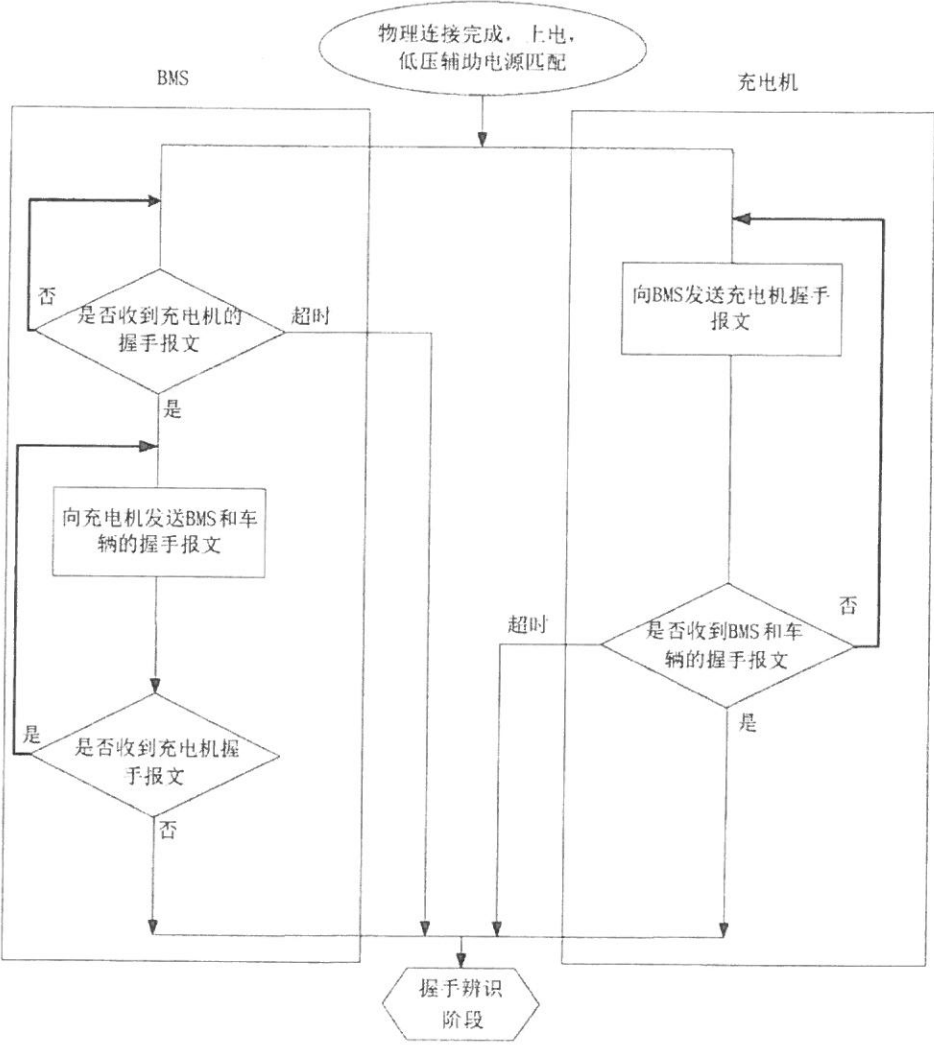 物理连接完成，上电，
低压辅助电源匹配
BMS
充电机
否
是否收到充电机的
握手报文
超时
是
向BMS发送充电机握手
报文
向充电机发送BMS和车
辆的握手报文
超时
是否收到BMS和车
辆的握手报文
否
是
是
是否收到充电机握
手报文
否
握手辨识
阶段